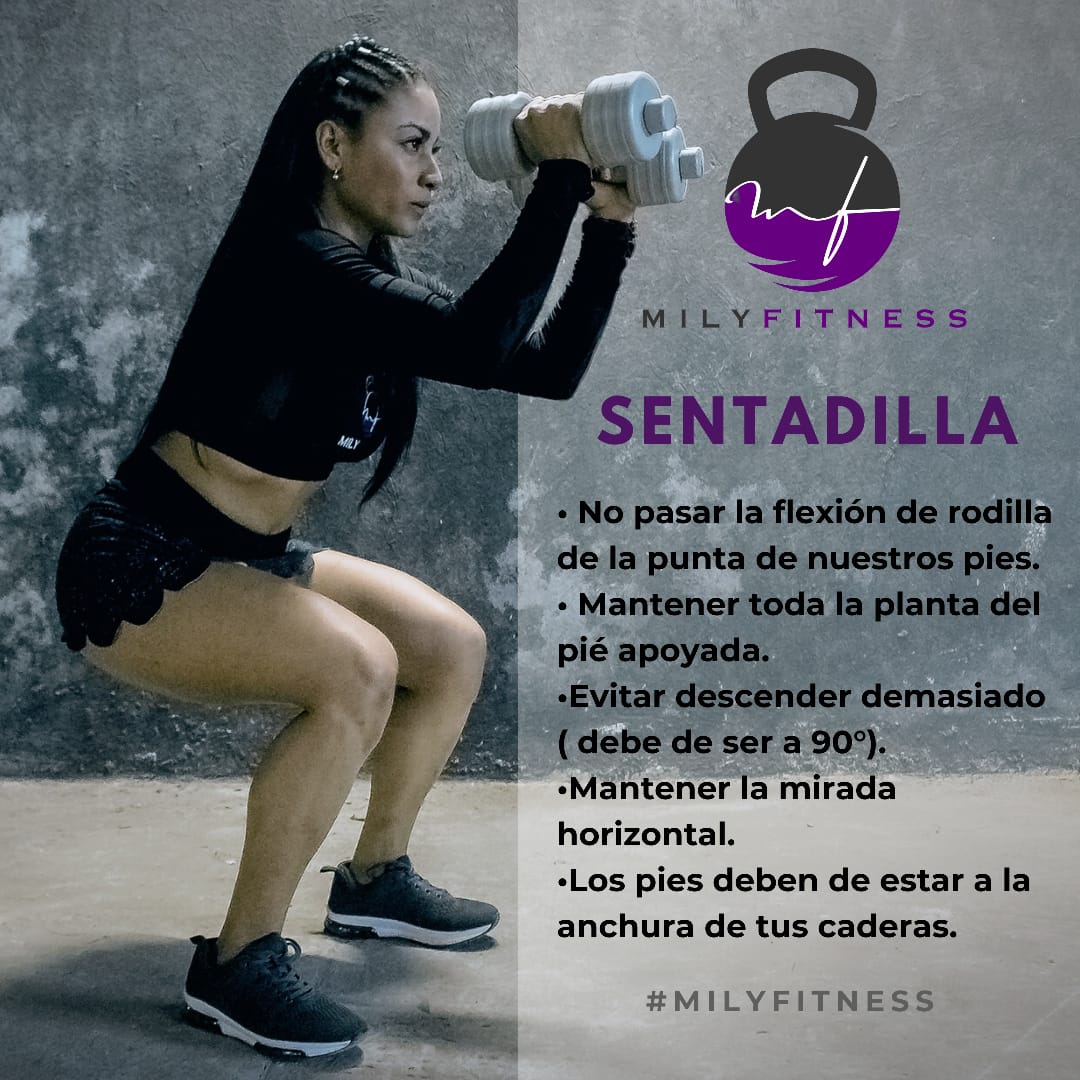 mf
MILYFITNESS
mf
MILY
SENTADILLA
• No pasar la flexión de rodilla
de la punta de nuestros pies.
• Mantener toda la planta del
pié apoyada.
•Evitar descender demasiado
( debe de ser a 90°).
•Mantener la mirada
horizontal.
•Los pies deben de estar a la
anchura de tus caderas.
#MILYFITNESS